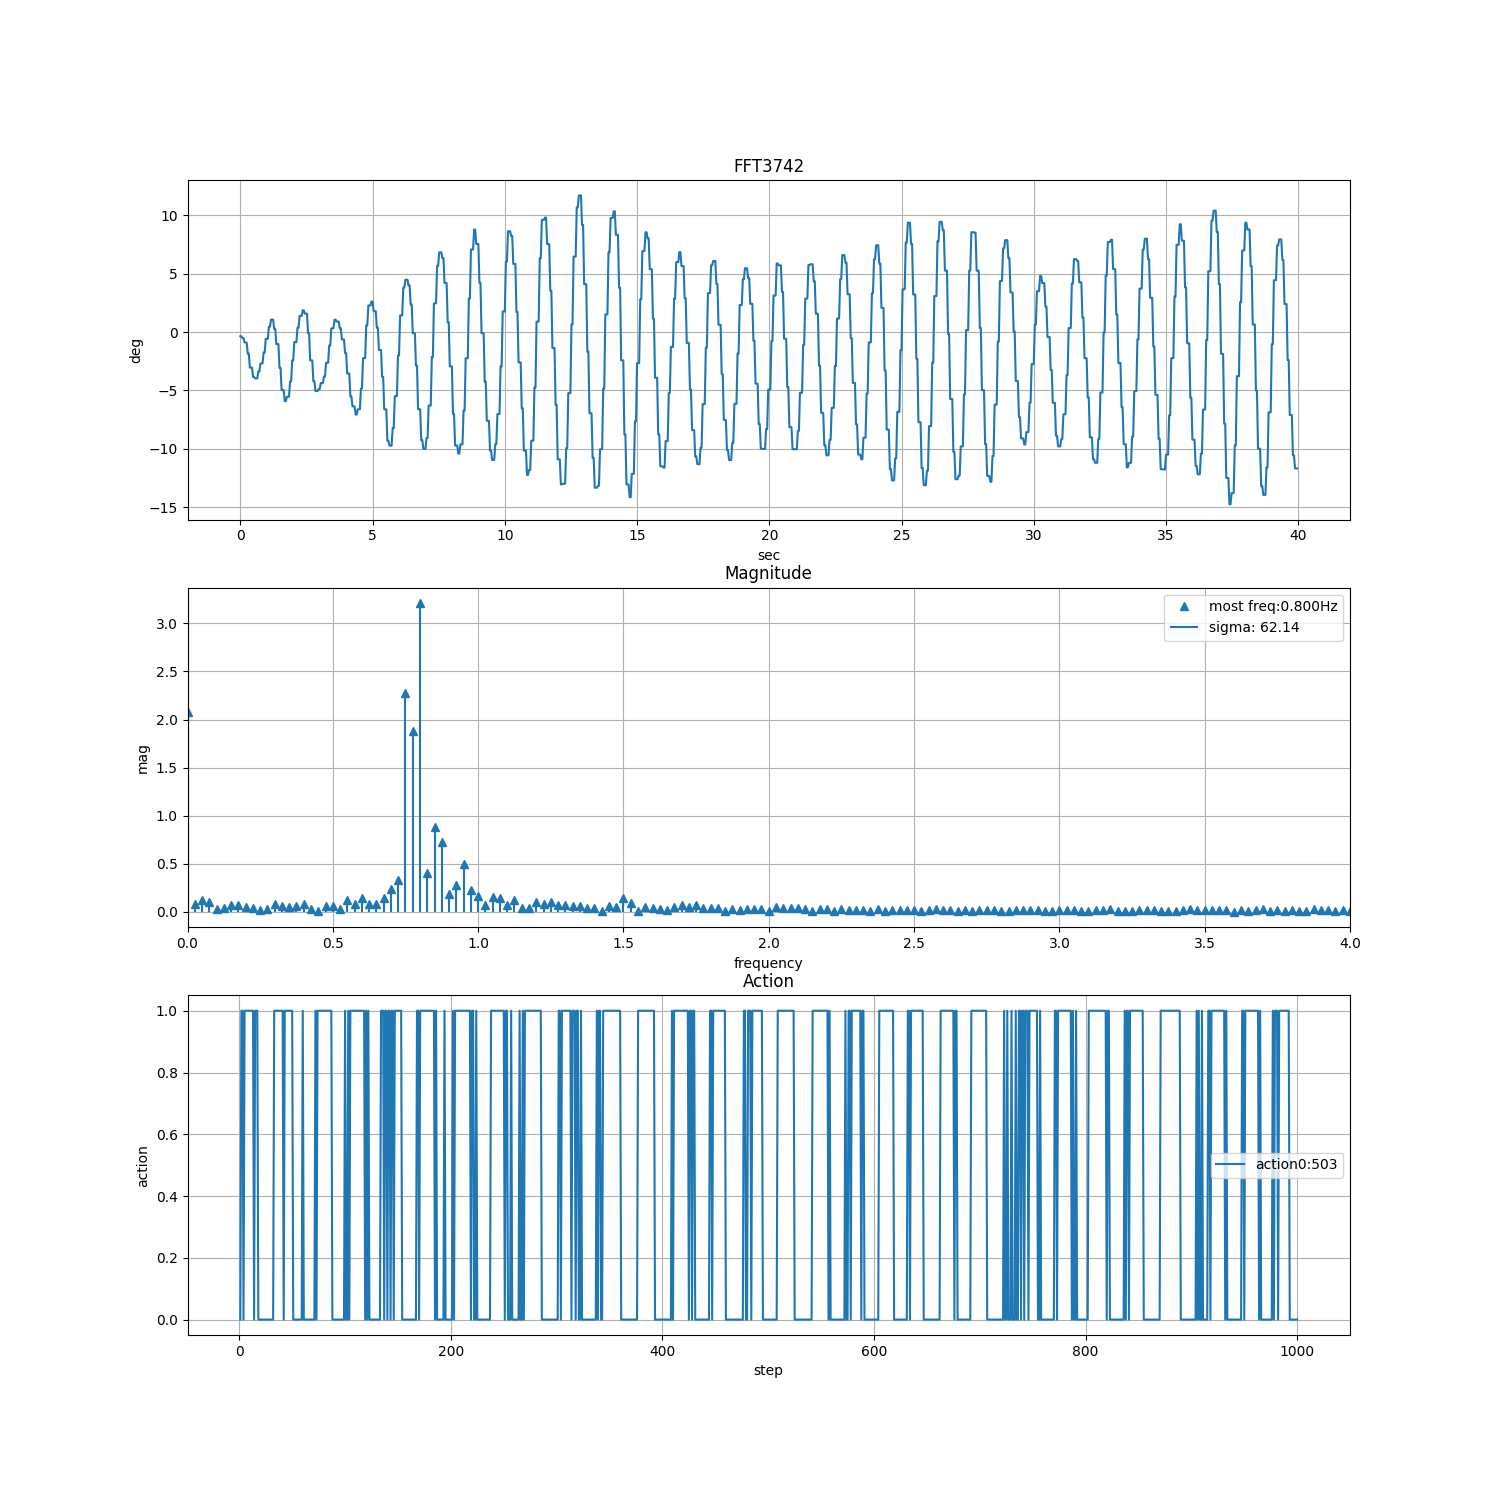 FFT3742
10
5
0
−5
−10
−15
deg
0 5 10 15 20 25 30 35 40
sec
Magnitude
most freq:0.800Hz
sigma: 62.14
3.0
2.5
2.0
1.5
1.0
0.5
0.0
mag
0.0 0.5 1.0 1.5 2.0 2.5 3.0 3.5 4.0
frequency
Action
1.0
0.8
0.6
0.4
0.2
0.0
action
action0:503
0 200 400 600 800 1000
step